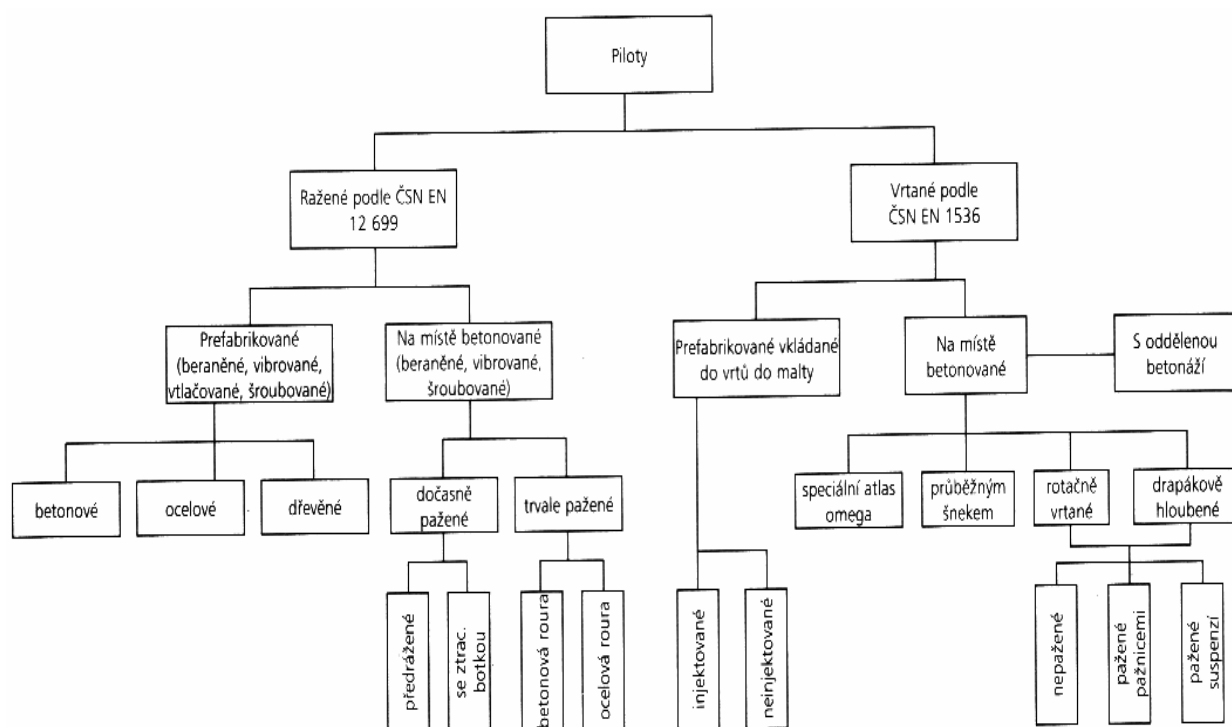 Piloty
Ražené podle ČSN EN
12 699
Vrtané podle
ČSN EN 1536
Prefabrikované
(beraněné, vibrované,
vtlačované, šroubované)
Na místě betonované
(beraněné, vibrované,
šroubované)
Prefabrikované vkládané
do vrtů do malty
Na místě
betonované
S oddělenou
betonáží
betonové
ocelové
dřevěné
dočasně
pažené
trvale pažené
speciální atlas
omega
průběžným
šnekem
rotačně
vrtané
drapákově
hloubené
předrážené
se ztrac.
botkou
betonová roura
ocelová roura
injektované
neinjektované
nepažené
pažené
pažnicemi
pažené
suspenzí